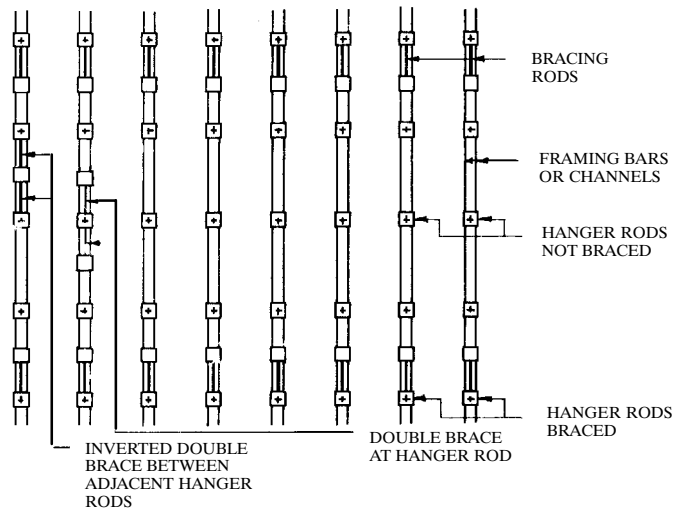 BRACING
RODS
FRAMING BARS
OR CHANNELS
HANGER RODS
NOT BRACED
HANGER RODS
BRACED
DOUBLE BRACE
AT HANGER ROD
INVERTED DOUBLE
BRACE BETWEEN
ADJACENT HANGER
RODS